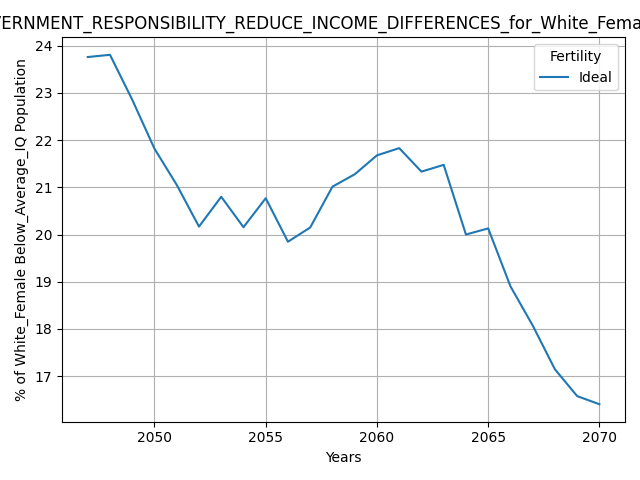 VERNMENT_RESPONSIBILITY_REDUCE_INCOME_DIFFERENCES_for_White_Fema
Fertility
Ideal
% of White_Female Below_Average_IQ Population
24
23
22
21
20
19
18
17
2050 2055 2060 2065 2070
Years